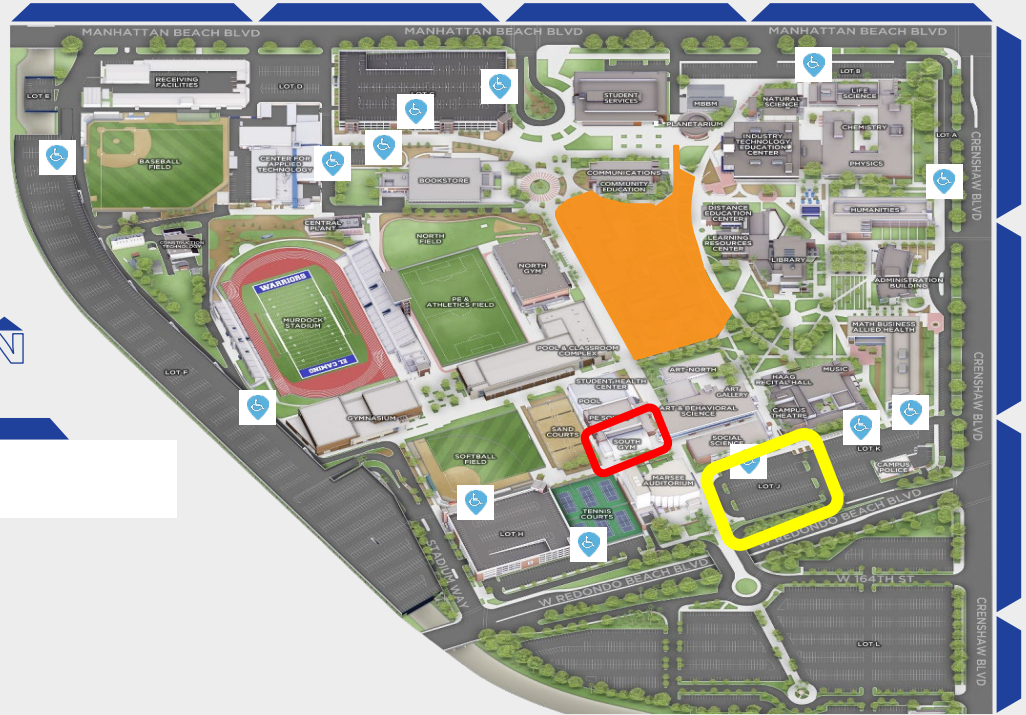 MANHATTAN BEACH BLVD
MANHATTAN BEACH BLVD
MANHATTAN BEACH BLVD
RECEIVING
FACILITIES
LOT E
LOT D
STUDENT
SERVICES
MBBM
LOT B
NATURAL
SCIENCE
LIFE
SCIENCE
PLANETARIUM
CHEMISTRY
LOT A
INDUSTRY
TECHNOLOGY
EDUCATION
CENTER
PHYSICS
BASEBALL
FIELD
CENTER FOR
APPLIED
TECHNOLOGY
BOOKSTORE
COMMUNICATIONS
COMMUNITY
EDUCATION
CRENSHAW BLVD
CENTRAL
PLANT
DISTANCE
EDUCATION
CENTER
HUMANITIES
CONSTRUCTION
TECHNOLOGY
NORTH
FIELD
LEARNING
RESOURCES
CENTER
LIBRARY
NORTH
GYM
ADMINISTRATION
BUILDING
WARRIORS
MURDOCK
STADIUM
EL CAMINO
PE &
ATHLETICS FIELD
MATH BUSINESS
ALLIED HEALTH
N
POOL & CLASSROOM
COMPLEX
LOT F
ART NORTH
MUSIC
HAAG
RECITAL HALL
STUDENT HEALTH
CENTER
ART
GALLERY
POOL
CRENSHAW BLVD
GYMNASIUM
PE SO
ART & BEHAVIORAL
SCIENCE
CAMPUS
THEATRE
SAND
COURTS
SOUTH
GYM
SOCIAL
SCIENCE
LOT K
SOFTBALL
FIELD
CAMPUS
POLICE
MARSEE
AUDITORIUM
LOT J
TENNIS
COURTS
LOT H
W REDONDO BEACH BLVD
STADIUM WAY
W REDONDO BEACH BLVD
W 164TH ST
CRENSHAW BLVD
LOT L